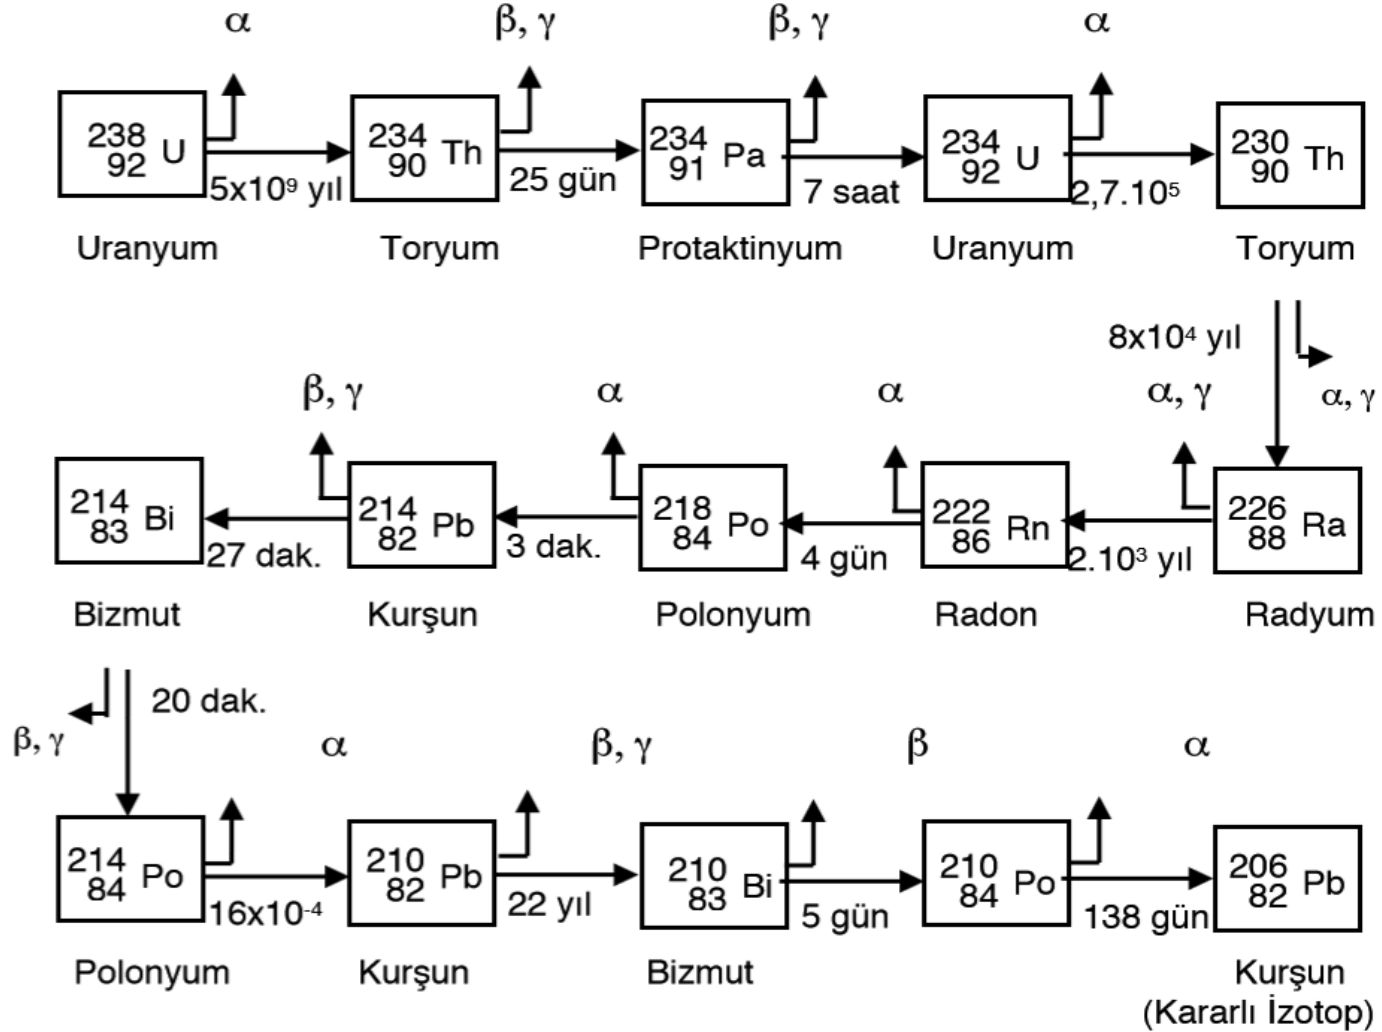 α β, γ β, γ α
238 92 U 234 90 Th 234 91 Pa 234 92 U 230 90 Th
5x10⁹ yıl 25 gün 7 saat 2,7.10⁵
Uranyum Toryum Protaktinyum Uranyum Toryum
8x10⁴ yıl
β, γ α α α, γ α, γ
214 83 Bi 214 82 Pb 218 84 Po 222 86 Rn 226 88 Ra
27 dak. 3 dak. 4 gün 2.10³ yıl
Bizmut Kurşun Polonyum Radon Radyum
20 dak.
β, γ α β, γ β α
214 84 Po 210 82 Pb 210 83 Bi 210 84 Po 206 82 Pb
16x10⁻⁴ 22 yıl 5 gün 138 gün
Polonyum Kurşun Bizmut Kurşun
(Kararlı İzotop)